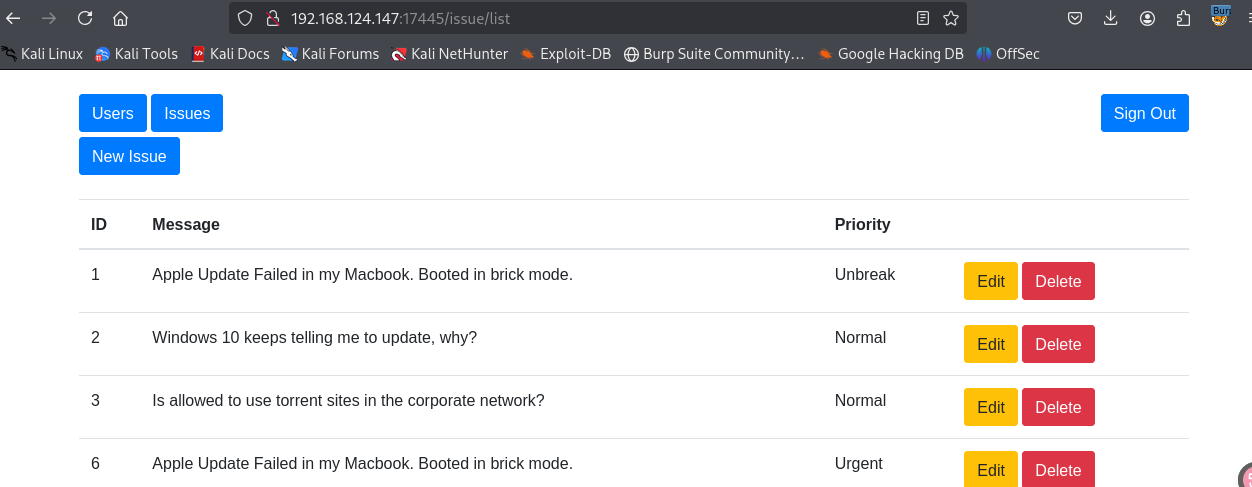 192.168.124.147:17445/issue/list
Kali Linux Kali Tools Kali Docs Kali Forums Kali NetHunter Exploit-DB Burp Suite Community... Google Hacking DB OffSec
Users Issues Sign Out
New Issue
ID Message Priority
1 Apple Update Failed in my Macbook. Booted in brick mode. Unbreak Edit Delete
2 Windows 10 keeps telling me to update, why? Normal Edit Delete
3 Is allowed to use torrent sites in the corporate network? Normal Edit Delete
6 Apple Update Failed in my Macbook. Booted in brick mode. Urgent Edit Delete